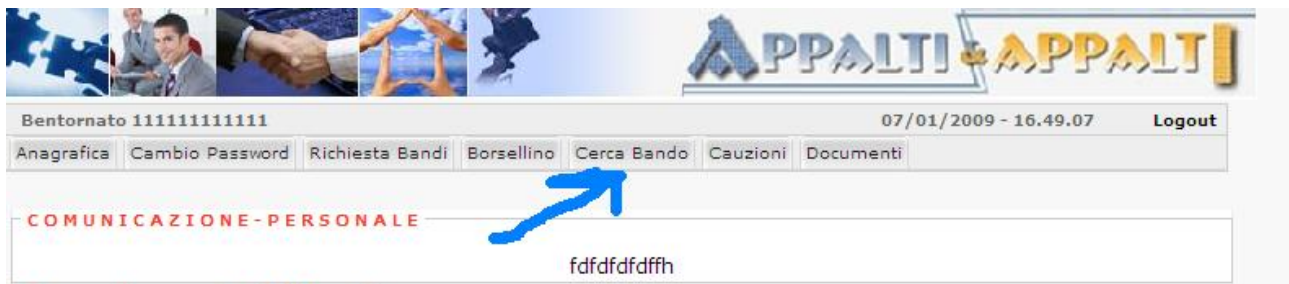 APPALTI & APPALTI
Bentornato 111111111111 07/01/2009 - 16.49.07 Logout
Anagrafica Cambio Password Richiesta Bandi Borsellino Cerca Bando Cauzioni Documenti
COMUNICAZIONE-PERSONALE
fdfdfdfdffh